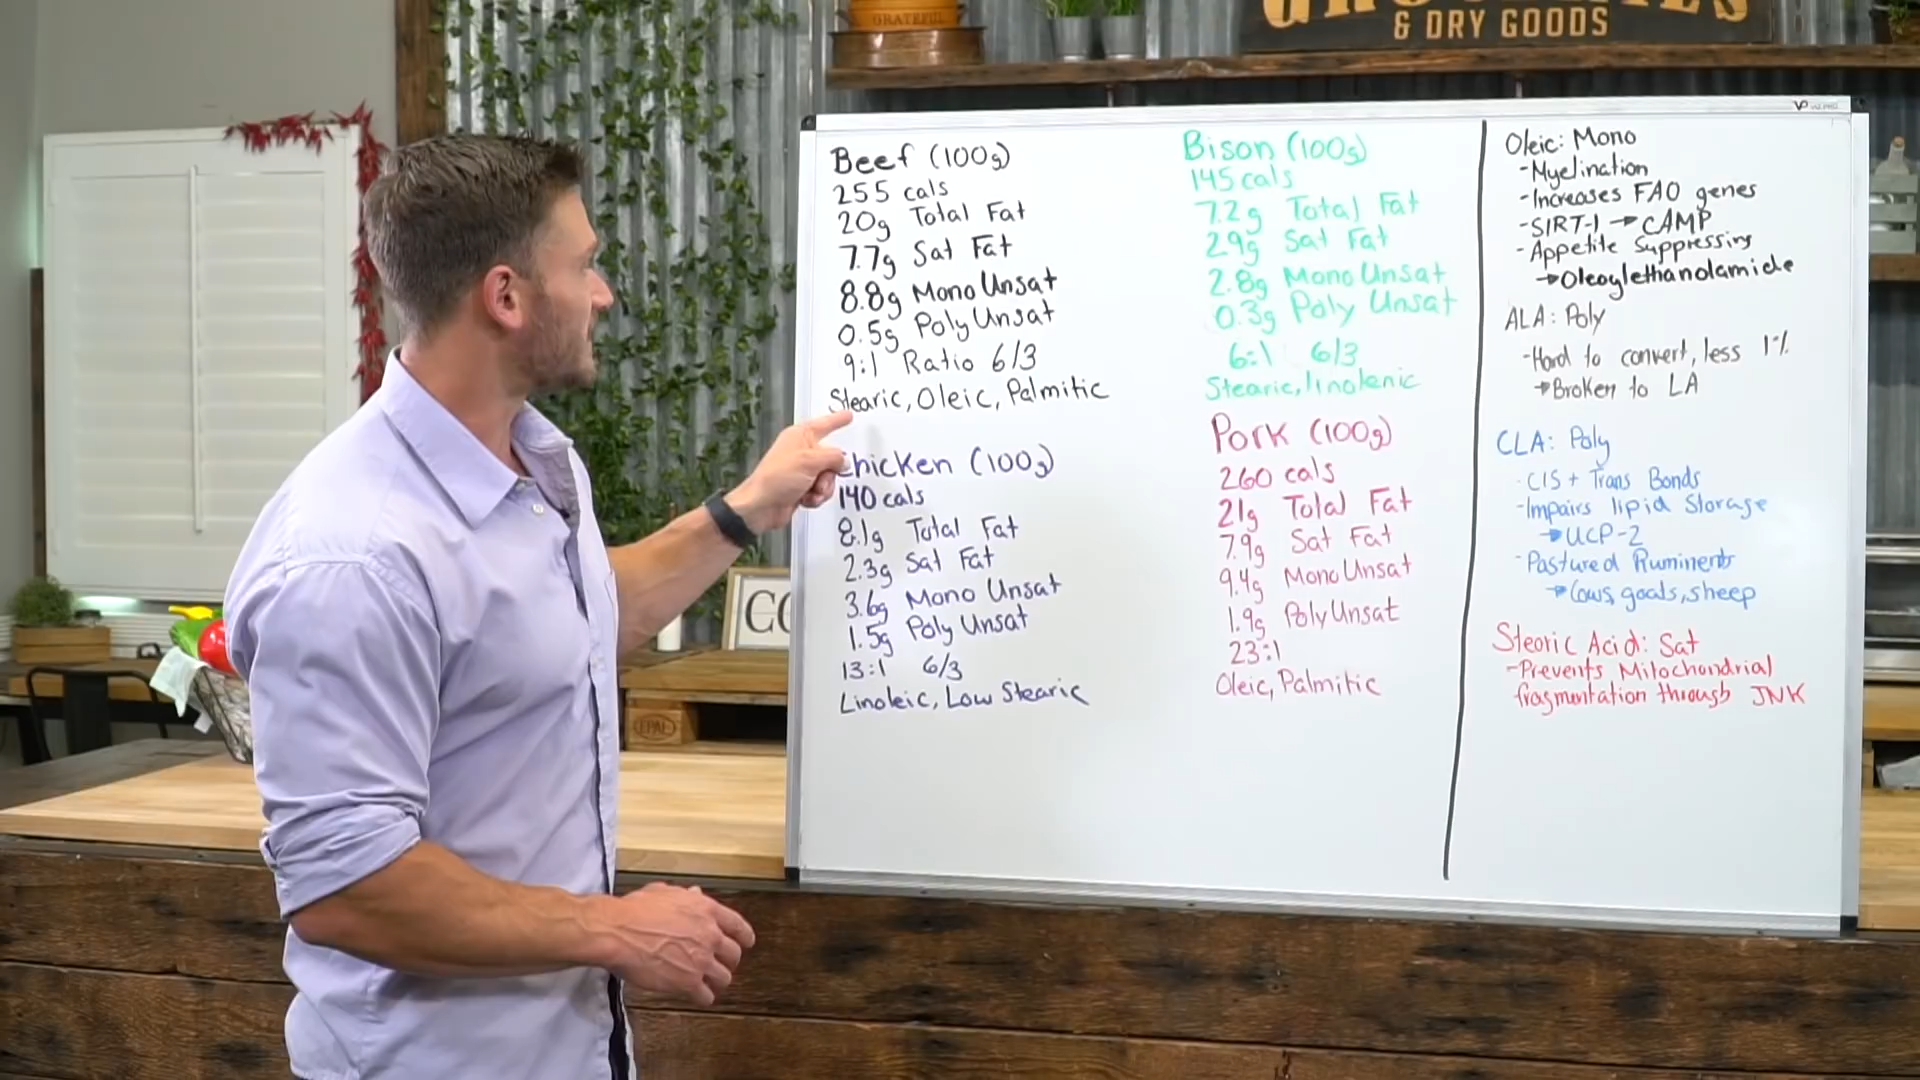 GRATEFUL
& DRY GOODS
Beef (100g)
255 cals
20g Total Fat
7.7g Sat Fat
8.8g Mono Unsat
0.5g Poly Unsat
9:1 Ratio 6/3
Stearic, Oleic, Palmitic
Chicken (100g)
140 cals
8.1g Total Fat
2.3g Sat Fat
3.6g Mono Unsat
1.5g Poly Unsat
13:1 6/3
Linoleic, Low Stearic
Bison (100g)
145 cals
7.2g Total Fat
2.9g Sat Fat
2.8g Mono Unsat
0.3g Poly Unsat
6:1 6/3
Stearic, linolenic
Pork (100g)
260 cals
21g Total Fat
7.9g Sat Fat
9.4g Mono Unsat
1.9g Poly Unsat
23:1
Oleic, Palmitic
Oleic: Mono
-Myelination
-Increases FAO genes
-SIRT-1 → cAMP
-Appetite Suppressing
→Oleoylethanolamide
ALA: Poly
-Hard to convert, less 1%
→Broken to LA
CLA: Poly
-CIS + Trans Bonds
-Impairs lipid Storage
→UCP-2
-Pastured Ruminents
→Cows, goats, sheep
Stearic Acid: Sat
-Prevents Mitochondrial
fragmentation through JNK
EPAL